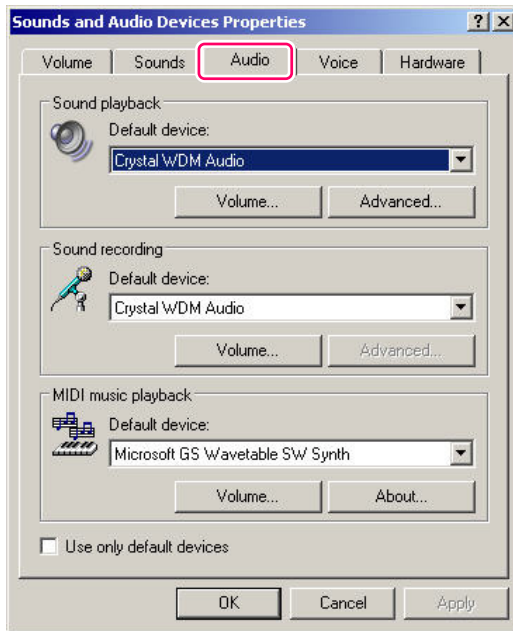 Sounds and Audio Devices Properties
Volume Sounds Audio Voice Hardware
Sound playback
Default device:
Crystal WDM Audio
Volume... Advanced...
Sound recording
Default device:
Crystal WDM Audio
Volume... Advanced...
MIDI music playback
Default device:
Microsoft GS Wavetable SW Synth
Volume... About...
Use only default devices
OK Cancel Apply